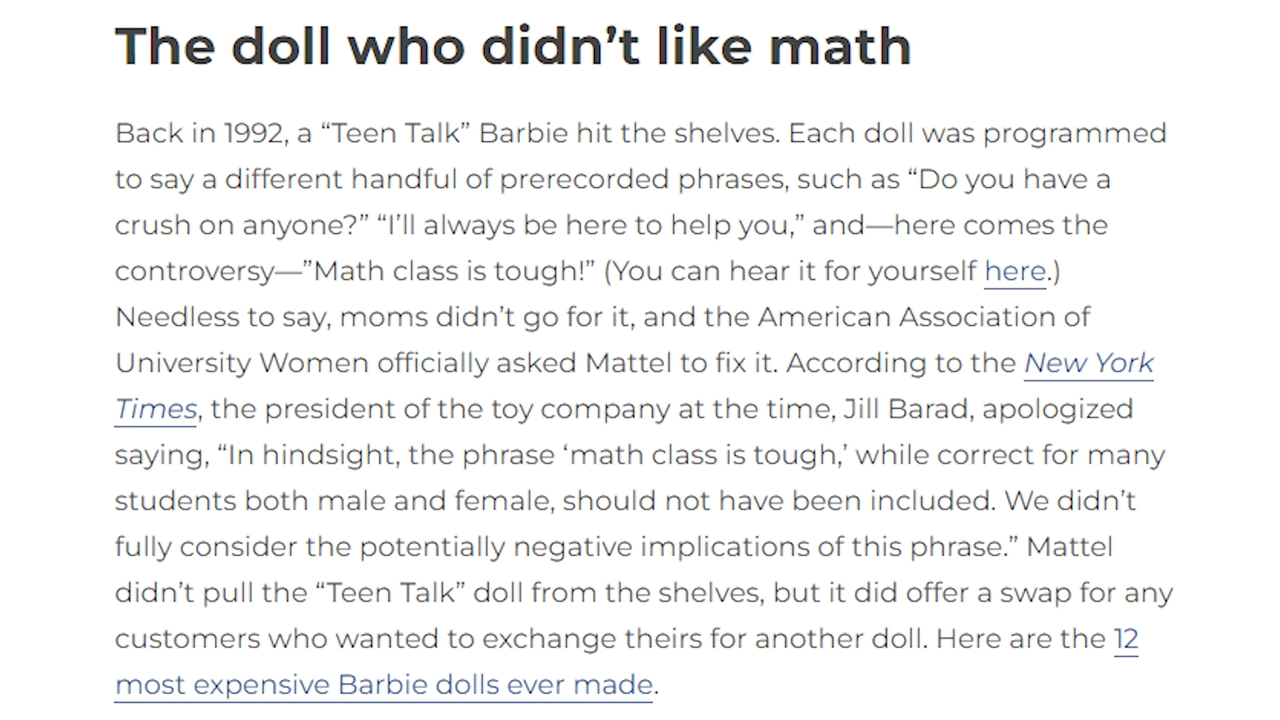 The doll who didn’t like math
Back in 1992, a “Teen Talk” Barbie hit the shelves. Each doll was programmed
to say a different handful of prerecorded phrases, such as “Do you have a
crush on anyone?” “I’ll always be here to help you,” and—here comes the
controversy—”Math class is tough!” (You can hear it for yourself here.)
Needless to say, moms didn’t go for it, and the American Association of
University Women officially asked Mattel to fix it. According to the New York
Times, the president of the toy company at the time, Jill Barad, apologized
saying, “In hindsight, the phrase ‘math class is tough,’ while correct for many
students both male and female, should not have been included. We didn’t
fully consider the potentially negative implications of this phrase.” Mattel
didn’t pull the “Teen Talk” doll from the shelves, but it did offer a swap for any
customers who wanted to exchange theirs for another doll. Here are the 12
most expensive Barbie dolls ever made.